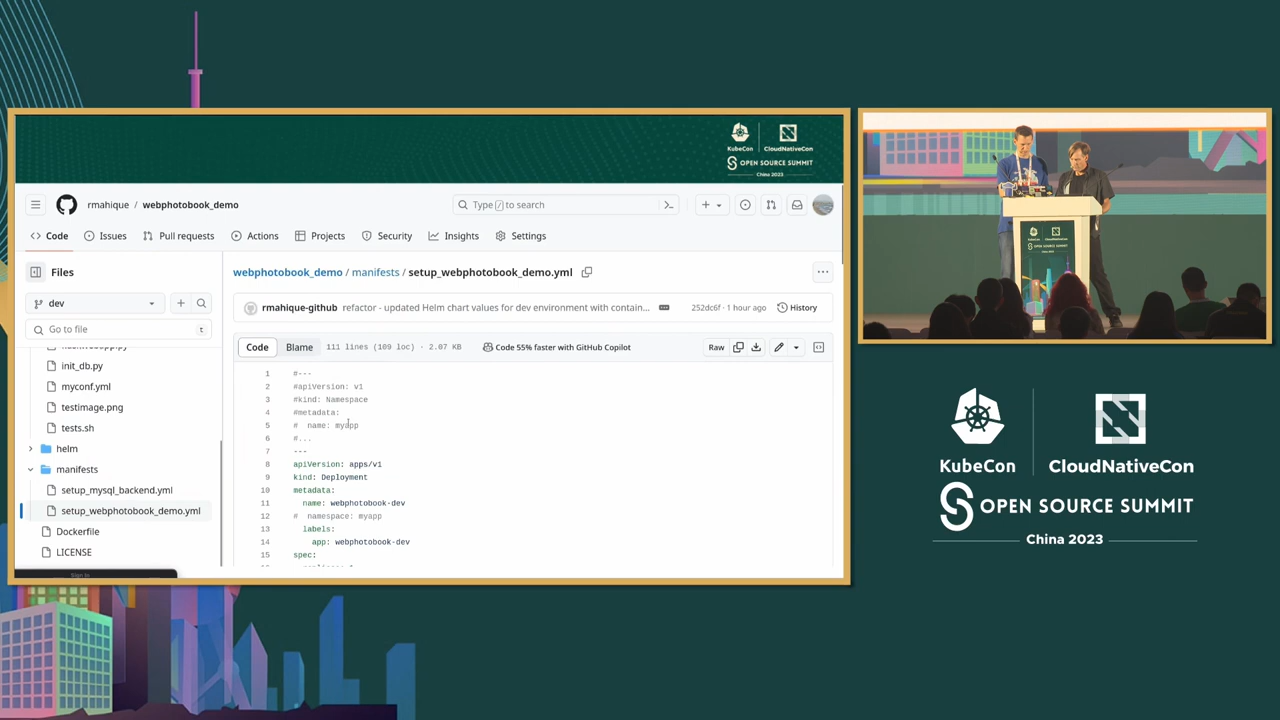 KubeCon
CloudNativeCon
OPEN SOURCE SUMMIT
China 2023
rmahique / webphotobook_demo
Type / to search
Code
Issues
Pull requests
Actions
Projects
Security
Insights
Settings
Files
webphotobook_demo / manifests / setup_webphotobook_demo.yml
dev
rmahique-github refactor - updated Helm chart values for dev environment with contain...
252dc6f · 1 hour ago
History
Go to file
t
Code
Blame
111 lines (109 loc) · 2.07 KB
Code 55% faster with GitHub Copilot
Raw
init_db.py
myconf.yml
testimage.png
tests.sh
helm
manifests
setup_mysql_backend.yml
setup_webphotobook_demo.yml
Dockerfile
LICENSE
Sign in
1 #---
2 #apiVersion: v1
3 #kind: Namespace
4 #metadata:
5 # name: myapp
6 #...
7 ---
8 apiVersion: apps/v1
9 kind: Deployment
10 metadata:
11 name: webphotobook-dev
12 # namespace: myapp
13 labels:
14 app: webphotobook-dev
15 spec:
KubeCon
CloudNativeCon
OPEN SOURCE SUMMIT
China 2023